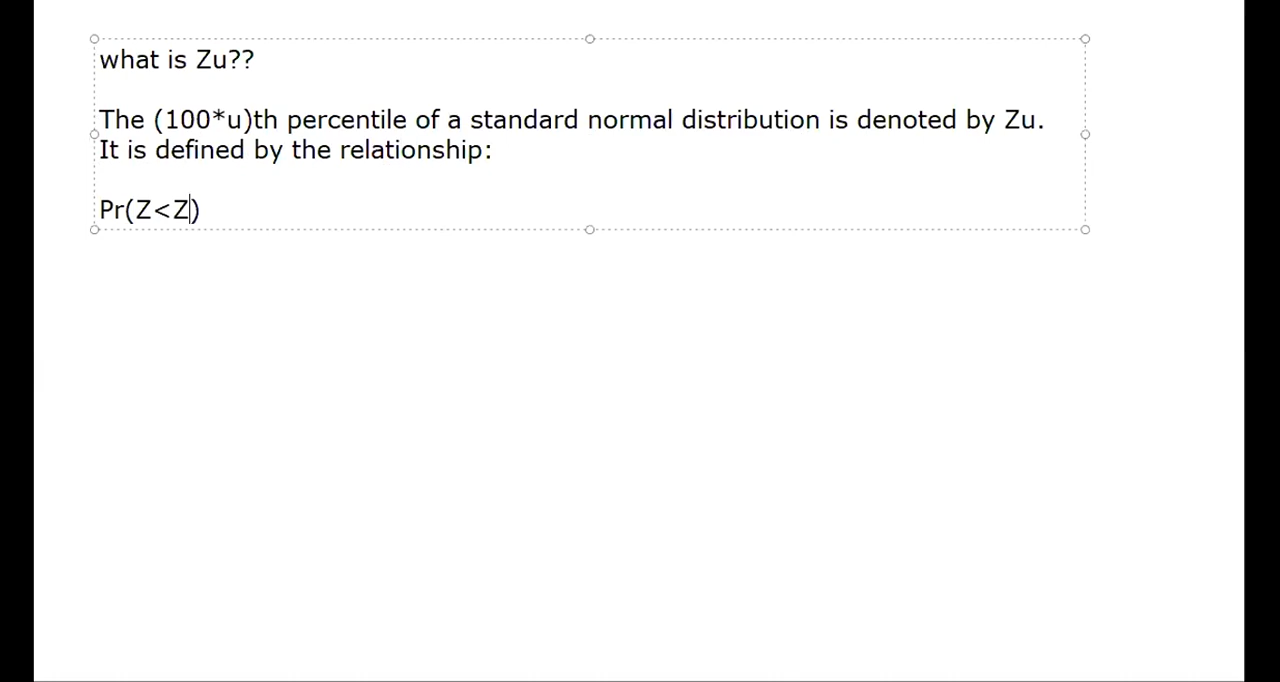 what is Zu??
The (100*u)th percentile of a standard normal distribution is denoted by Zu.
It is defined by the relationship:
Pr(Z<Z)